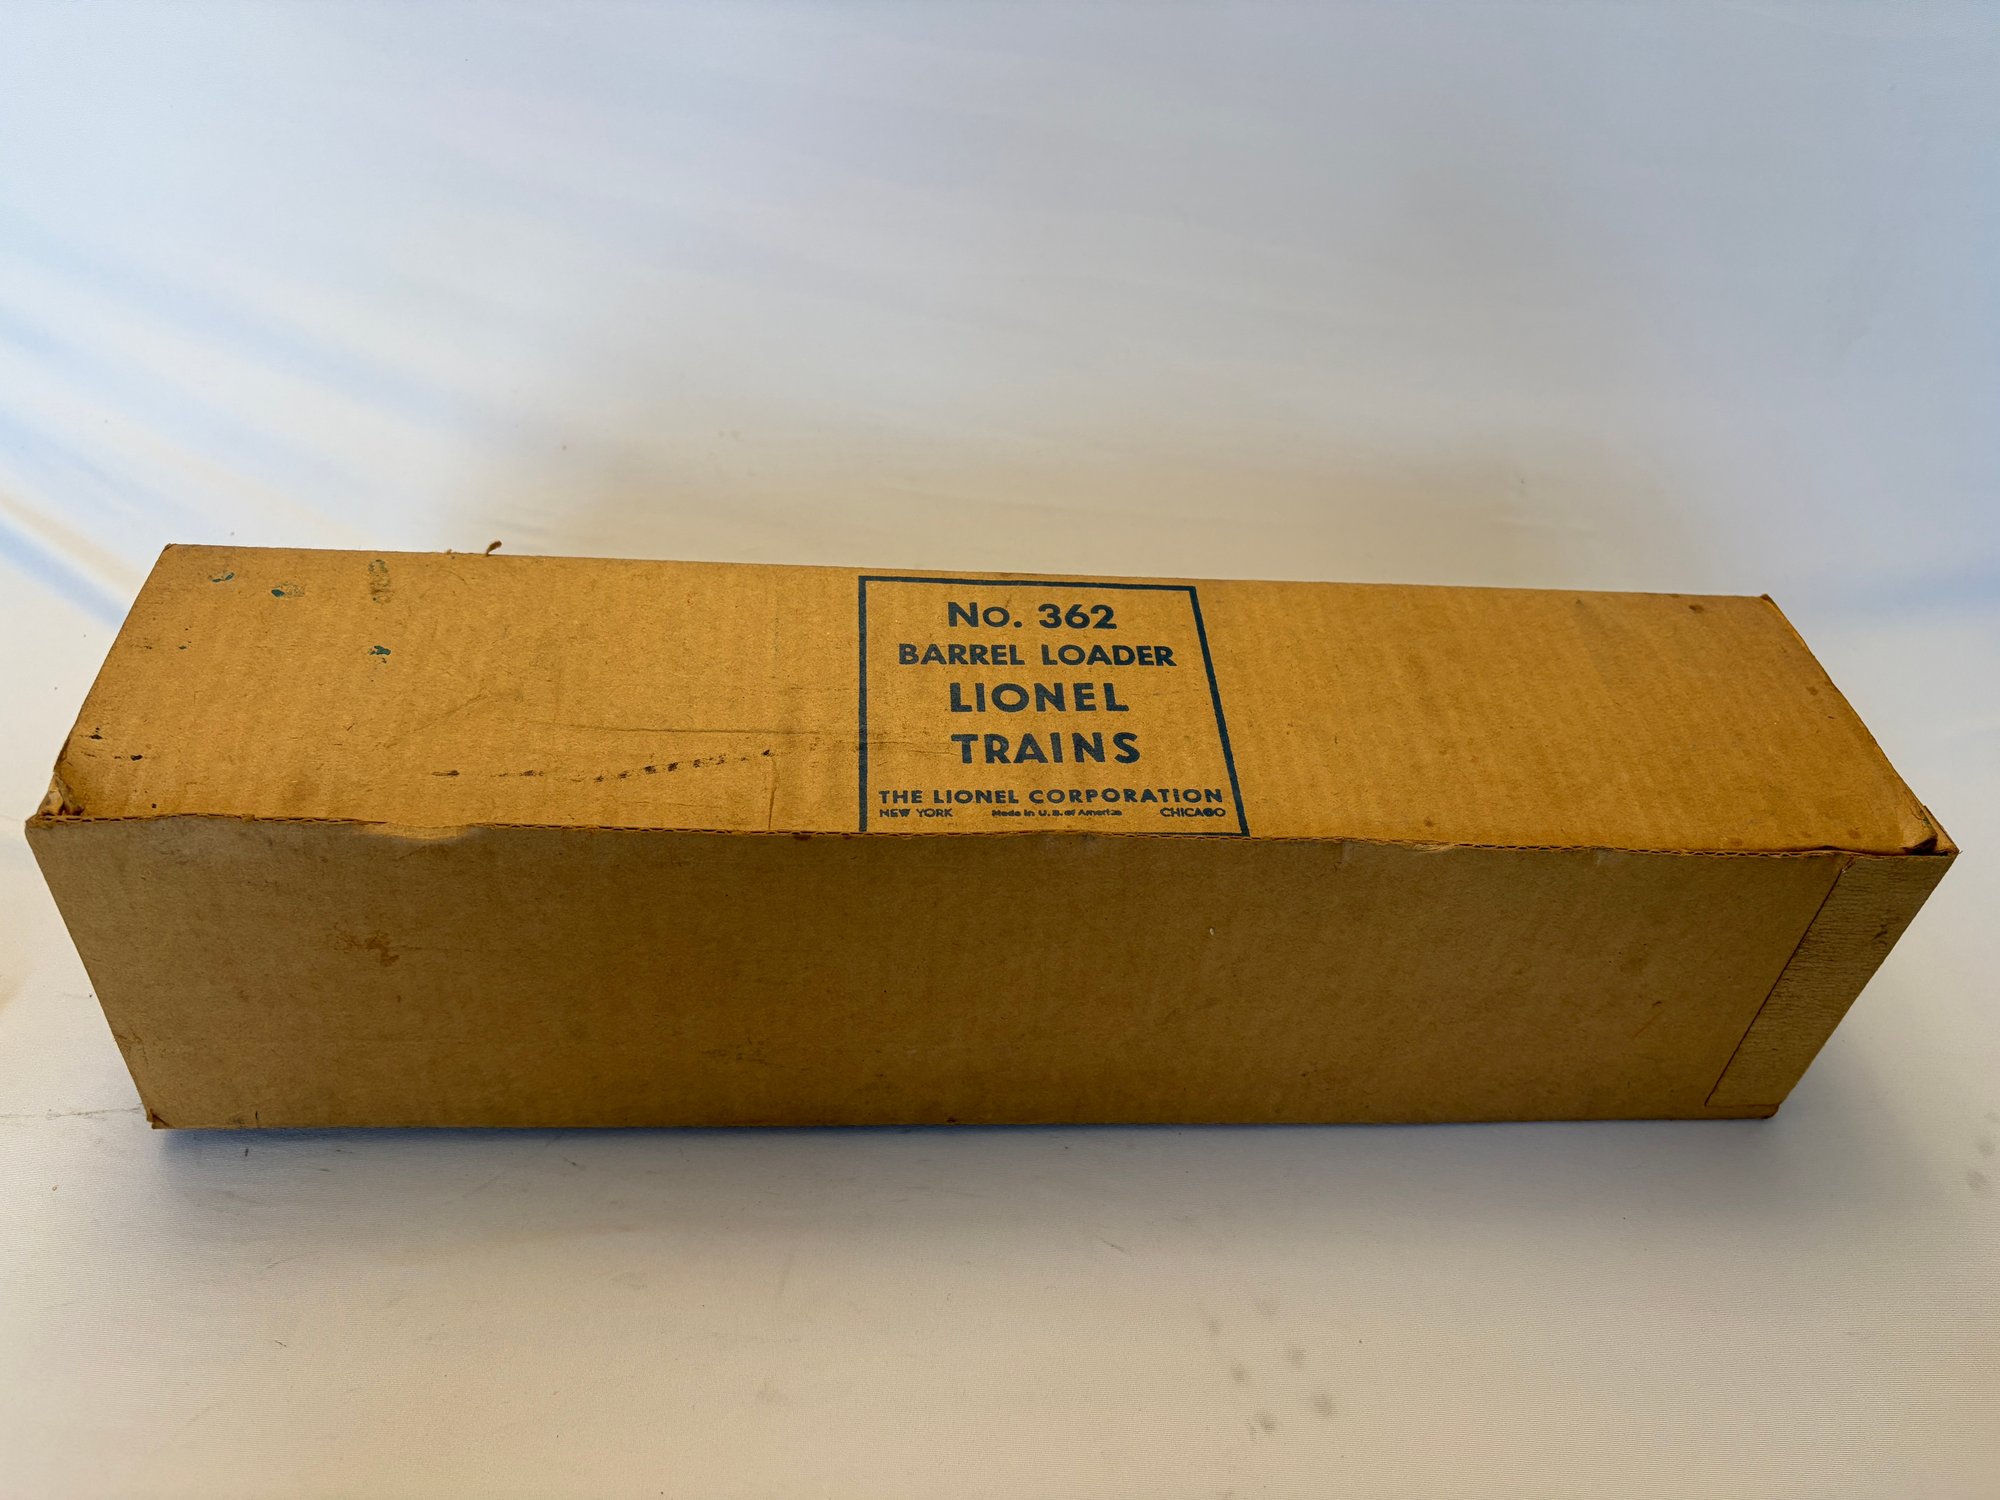 No. 362
BARREL LOADER
LIONEL
TRAINS
THE LIONEL CORPORATION
NEW YORK Made in U.S. of America CHICAGO